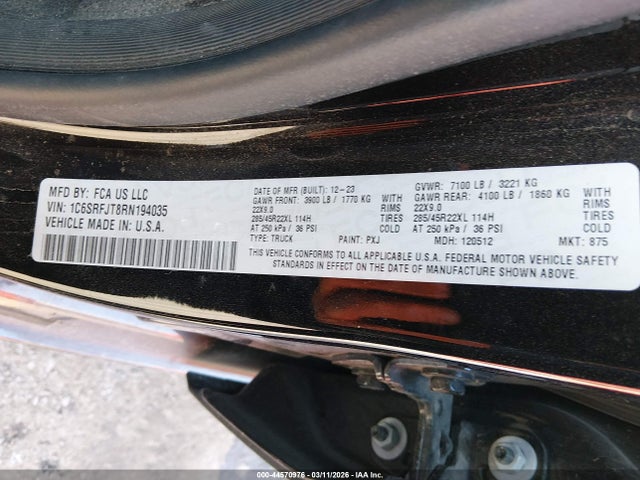 MFD BY: FCA US LLC
VIN: 1C6SRFJT8RN194035
VEHICLE MADE IN: U.S.A.
DATE OF MFR (BUILT): 12-23
GAWR FRONT: 3900 LB / 1770 KG
22X9.0 RIMS
285/45R22XL 114H TIRES
AT 250 kPa / 36 PSI COLD
TYPE: TRUCK PAINT: PXJ
GVWR: 7100 LB / 3221 KG
GAWR REAR: 4100 LB / 1860 KG
22X9.0 RIMS
285/45R22XL 114H TIRES
AT 250 kPa / 36 PSI COLD
MDH: 120512 MKT: 875
THIS VEHICLE CONFORMS TO ALL APPLICABLE U.S.A. FEDERAL MOTOR VEHICLE SAFETY
STANDARDS IN EFFECT ON THE DATE OF MANUFACTURE SHOWN ABOVE.
000-44570976 - 03/11/2026 - IAA Inc.